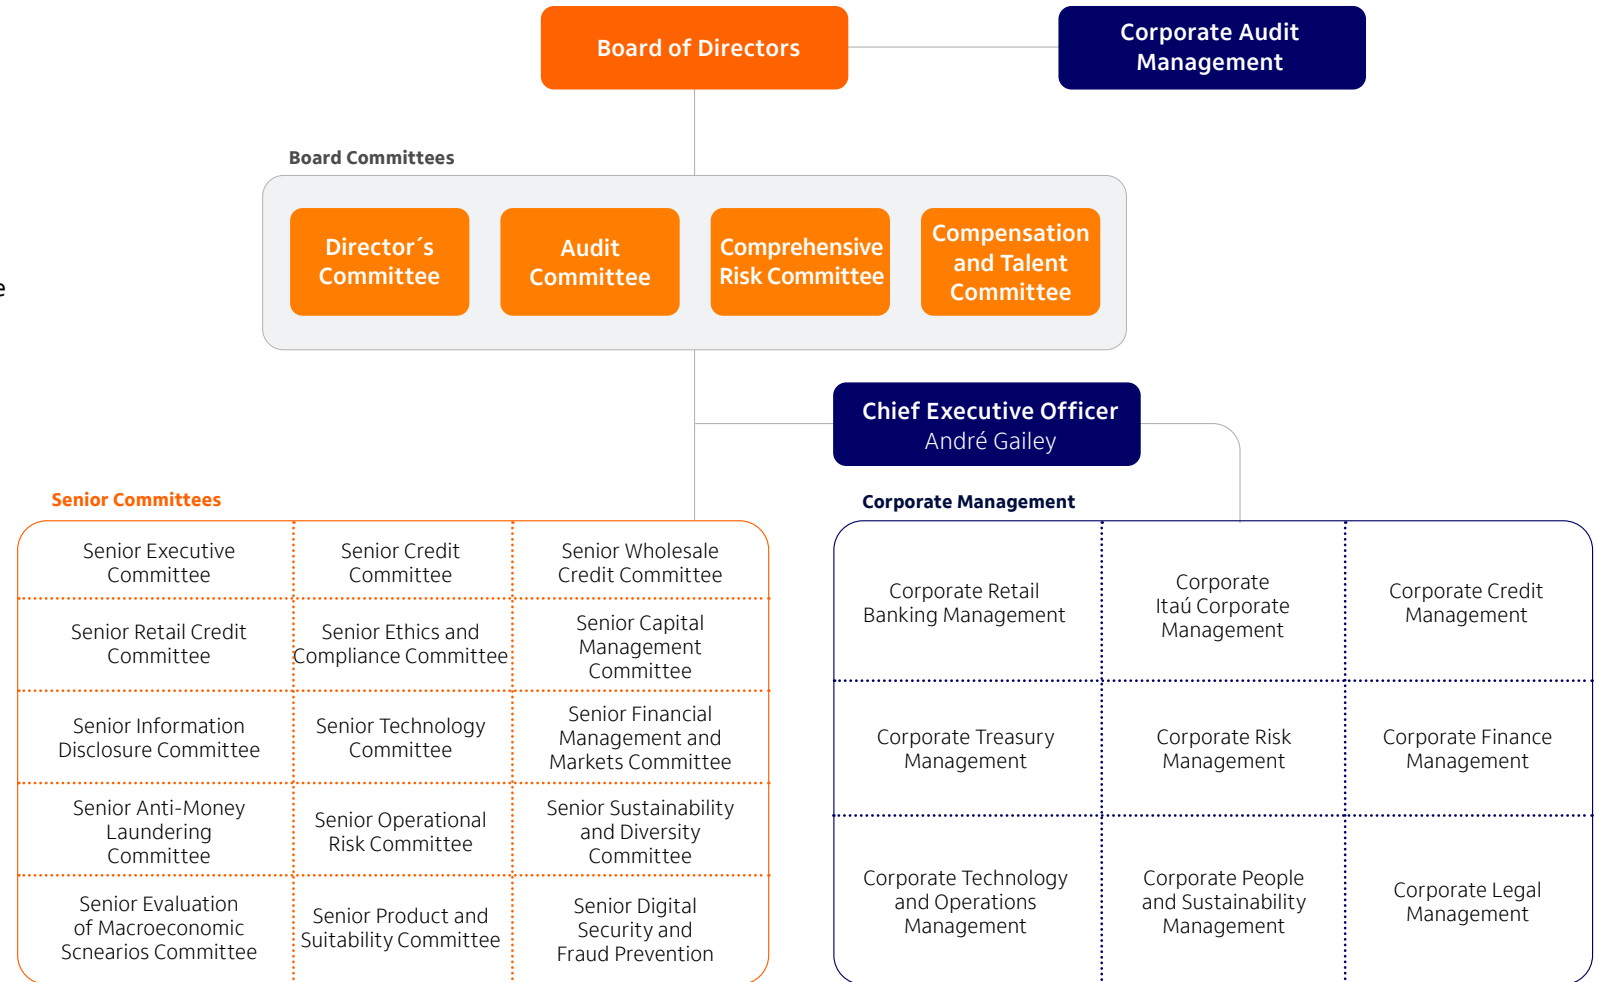 Board of Directors
Corporate Audit
Management
Board Committees
Director´s
Committee
Audit
Committee
Comprehensive
Risk Committee
Compensation
and Talent
Committee
e
Chief Executive Officer
André Gailey
Senior Committees
Senior Executive
Committee
Senior Credit
Committee
Senior Wholesale
Credit Committee
Senior Retail Credit
Committee
Senior Ethics and
Compliance Committee
Senior Capital
Management
Committee
Senior Information
Disclosure Committee
Senior Technology
Committee
Senior Financial
Management and
Markets Committee
Senior Anti-Money
Laundering
Committee
Senior Operational
Risk Committee
Senior Sustainability
and Diversity
Committee
Senior Evaluation
of Macroeconomic
Scnearios Committee
Senior Product and
Suitability Committee
Senior Digital
Security and
Fraud Prevention
Corporate Management
Corporate Retail
Banking Management
Corporate
Itaú Corporate
Management
Corporate Credit
Management
Corporate Treasury
Management
Corporate Risk
Management
Corporate Finance
Management
Corporate Technology
and Operations
Management
Corporate People
and Sustainability
Management
Corporate Legal
Management